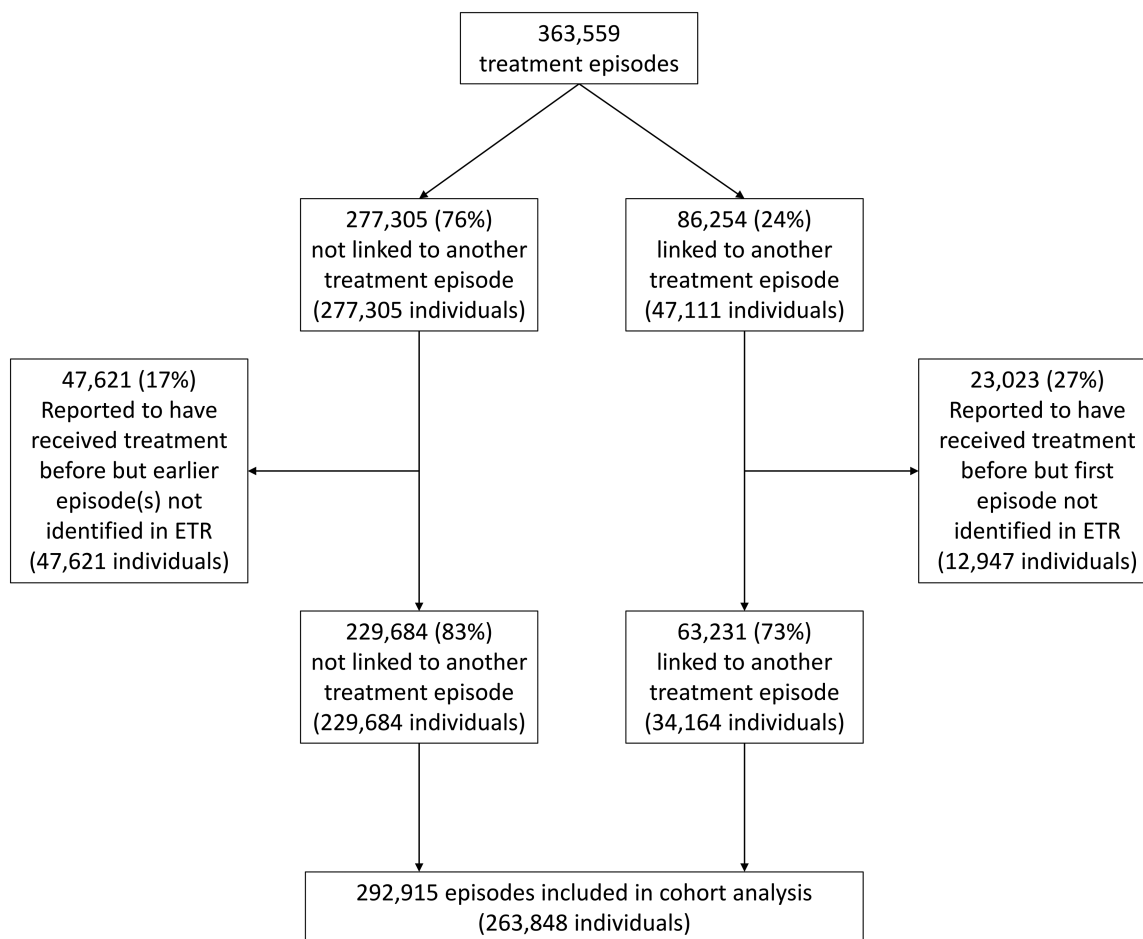 363,559
treatment episodes
277,305 (76%)
not linked to another
treatment episode
(277,305 individuals)
86,254 (24%)
linked to another
treatment episode
(47,111 individuals)
47,621 (17%)
Reported to have
received treatment
before but earlier
episode(s) not
identified in ETR
(47,621 individuals)
23,023 (27%)
Reported to have
received treatment
before but first
episode not
identified in ETR
(12,947 individuals)
229,684 (83%)
not linked to another
treatment episode
(229,684 individuals)
63,231 (73%)
linked to another
treatment episode
(34,164 individuals)
292,915 episodes included in cohort analysis
(263,848 individuals)